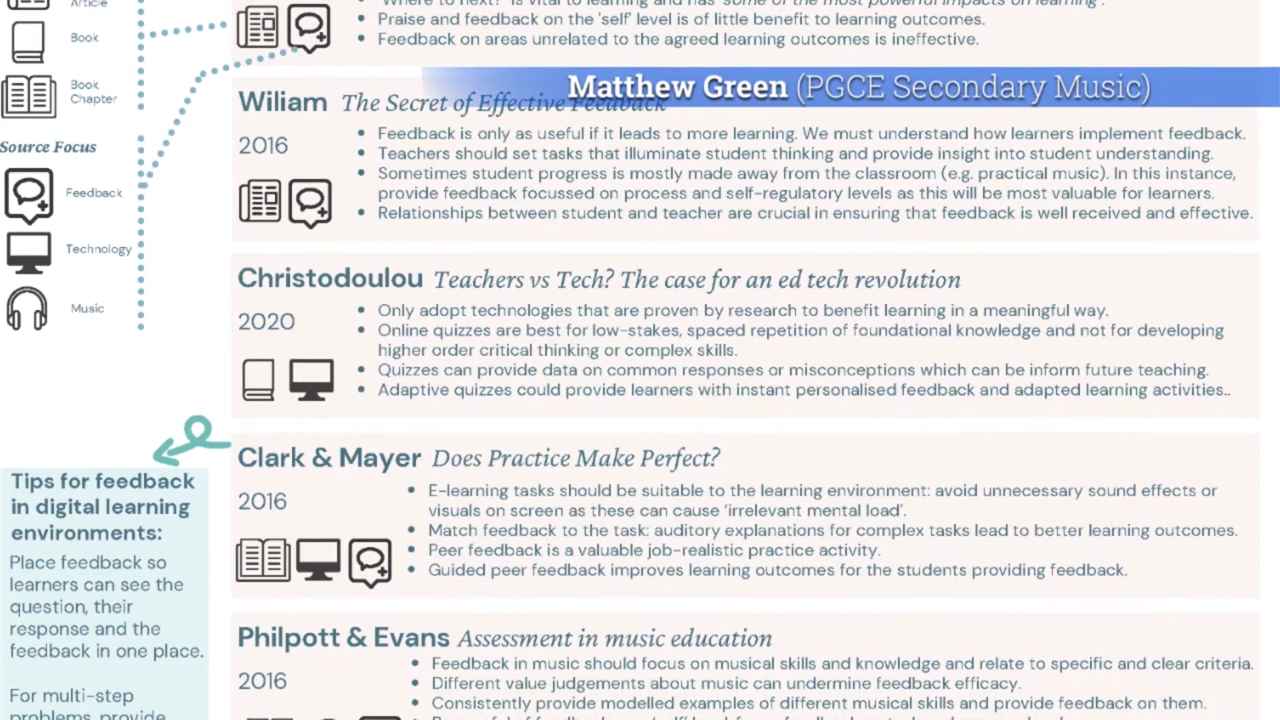 Article
Book
Book
Chapter
Source Focus
Feedback
Technology
Music
Tips for feedback
in digital learning
environments:
Place feedback so
learners can see the
question, their
response and the
feedback in one place.
For multi-step
problems, provide
'Where to next?' is vital to learning and has 'some of the most powerful impacts on learning'.
Praise and feedback on the 'self' level is of little benefit to learning outcomes.
Feedback on areas unrelated to the agreed learning outcomes is ineffective.
Matthew Green (PGCE Secondary Music)
Wiliam The Secret of Effective Feedback
2016
Feedback is only as useful if it leads to more learning. We must understand how learners implement feedback.
Teachers should set tasks that illuminate student thinking and provide insight into student understanding.
Sometimes student progress is mostly made away from the classroom (e.g. practical music). In this instance,
provide feedback focussed on process and self-regulatory levels as this will be most valuable for learners.
Relationships between student and teacher are crucial in ensuring that feedback is well received and effective.
Christodoulou Teachers vs Tech? The case for an ed tech revolution
2020
Only adopt technologies that are proven by research to benefit learning in a meaningful way.
Online quizzes are best for low-stakes, spaced repetition of foundational knowledge and not for developing
higher order critical thinking or complex skills.
Quizzes can provide data on common responses or misconceptions which can be inform future teaching.
Adaptive quizzes could provide learners with instant personalised feedback and adapted learning activities..
Clark & Mayer Does Practice Make Perfect?
2016
E-learning tasks should be suitable to the learning environment: avoid unnecessary sound effects or
visuals on screen as these can cause 'irrelevant mental load'.
Match feedback to the task: auditory explanations for complex tasks lead to better learning outcomes.
Peer feedback is a valuable job-realistic practice activity.
Guided peer feedback improves learning outcomes for the students providing feedback.
Philpott & Evans Assessment in music education
2016
Feedback in music should focus on musical skills and knowledge and relate to specific and clear criteria.
Different value judgements about music can undermine feedback efficacy.
Consistently provide modelled examples of different musical skills and provide feedback on them.